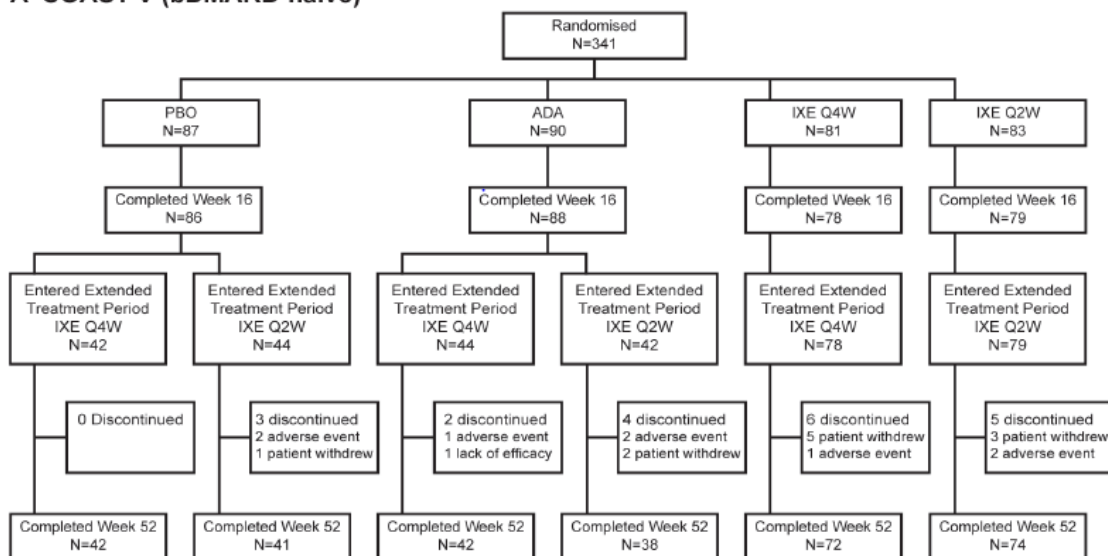 A COAST-V
Randomised
N=341
PBO
N=87
ADA
N=90
IXE Q4W
N=81
IXE Q2W
N=83
Completed Week 16
N=86
Completed Week 16
N=88
Completed Week 16
N=78
Completed Week 16
N=79
Entered Extended
Treatment Period
IXE Q4W
N=42
Entered Extended
Treatment Period
IXE Q2W
N=44
Entered Extended
Treatment Period
IXE Q4W
N=44
Entered Extended
Treatment Period
IXE Q2W
N=42
Entered Extended
Treatment Period
IXE Q4W
N=78
Entered Extended
Treatment Period
IXE Q2W
N=79
0 Discontinued
3 discontinued
2 adverse event
1 patient withdrew
2 discontinued
1 adverse event
1 lack of efficacy
4 discontinued
2 adverse event
2 patient withdrew
6 discontinued
5 patient withdrew
1 adverse event
5 discontinued
3 patient withdrew
2 adverse event
Completed Week 52
N=42
Completed Week 52
N=41
Completed Week 52
N=42
Completed Week 52
N=38
Completed Week 52
N=72
Completed Week 52
N=74